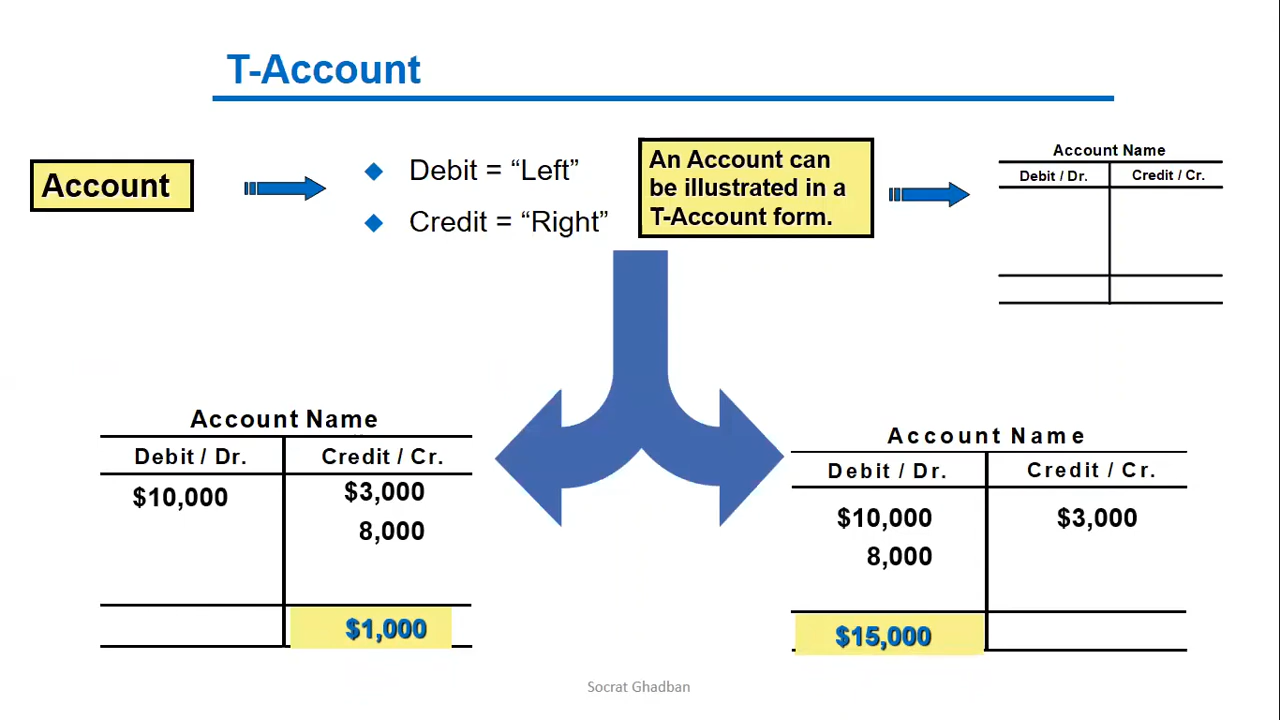 T-Account
Account
Debit = “Left”
Credit = “Right”
An Account can
be illustrated in a
T-Account form.
Account Name
Debit / Dr. Credit / Cr.
Account Name
Debit / Dr. Credit / Cr.
$10,000 $3,000
8,000
$1,000
Account Name
Debit / Dr. Credit / Cr.
$10,000 $3,000
8,000
$15,000
Socrat Ghadban